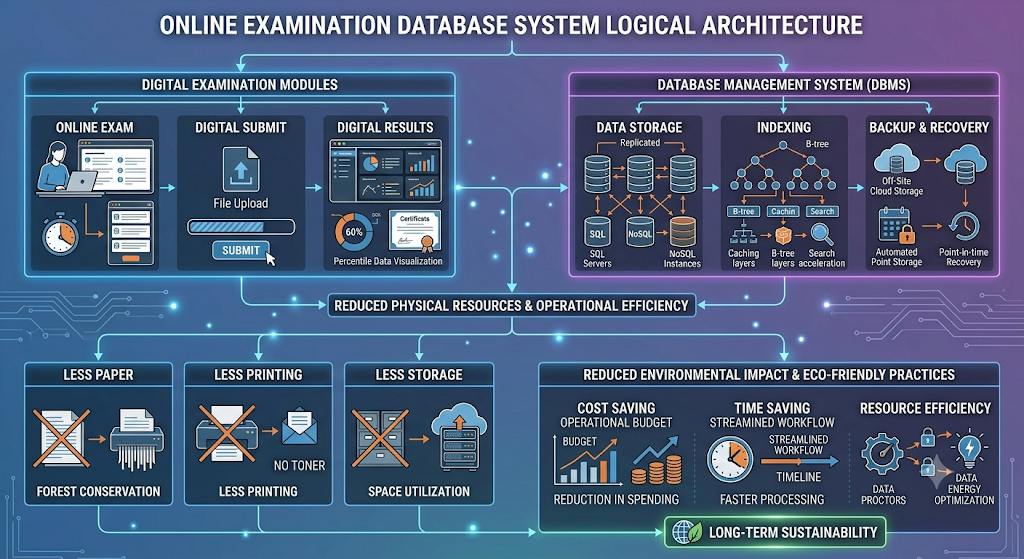 ONLINE EXAMINATION DATABASE SYSTEM LOGICAL ARCHITECTURE
DIGITAL EXAMINATION MODULES
ONLINE EXAM
DIGITAL SUBMIT
File Upload
SUBMIT
DIGITAL RESULTS
60%
Certificats
Percentile Data Visualization
DATABASE MANAGEMENT SYSTEM (DBMS)
DATA STORAGE
Replicated
SQL
NoSQL
SQL
Servers
NoSQL
Instances
INDEXING
B-tree
B-tree
Cachin
Search
Caching
layers
B-tree
layers
Search
acceleration
BACKUP & RECOVERY
Off-Site
Cloud Storage
Automated
Point Storage
Point-in-time
Recovery
REDUCED PHYSICAL RESOURCES & OPERATIONAL EFFICIENCY
LESS PAPER
FOREST CONSERVATION
LESS PRINTING
NO TONER
LESS PRINTING
LESS STORAGE
SPACE UTILIZATION
REDUCED ENVIRONMENTAL IMPACT & ECO-FRIENDLY PRACTICES
COST SAVING
OPERATIONAL BUDGET
BUDGET
REDUCTION IN SPENDING
TIME SAVING
STREAMINED WORKFLOW
STREAMLINED
WORKFLOW
TIMELINE
FASTER PROCESSING
RESOURCE EFFICIENCY
DATA
PROCTORS
DATA
ENERGY
OPTIMIZATION
LONG-TERM SUSTAINABILITY